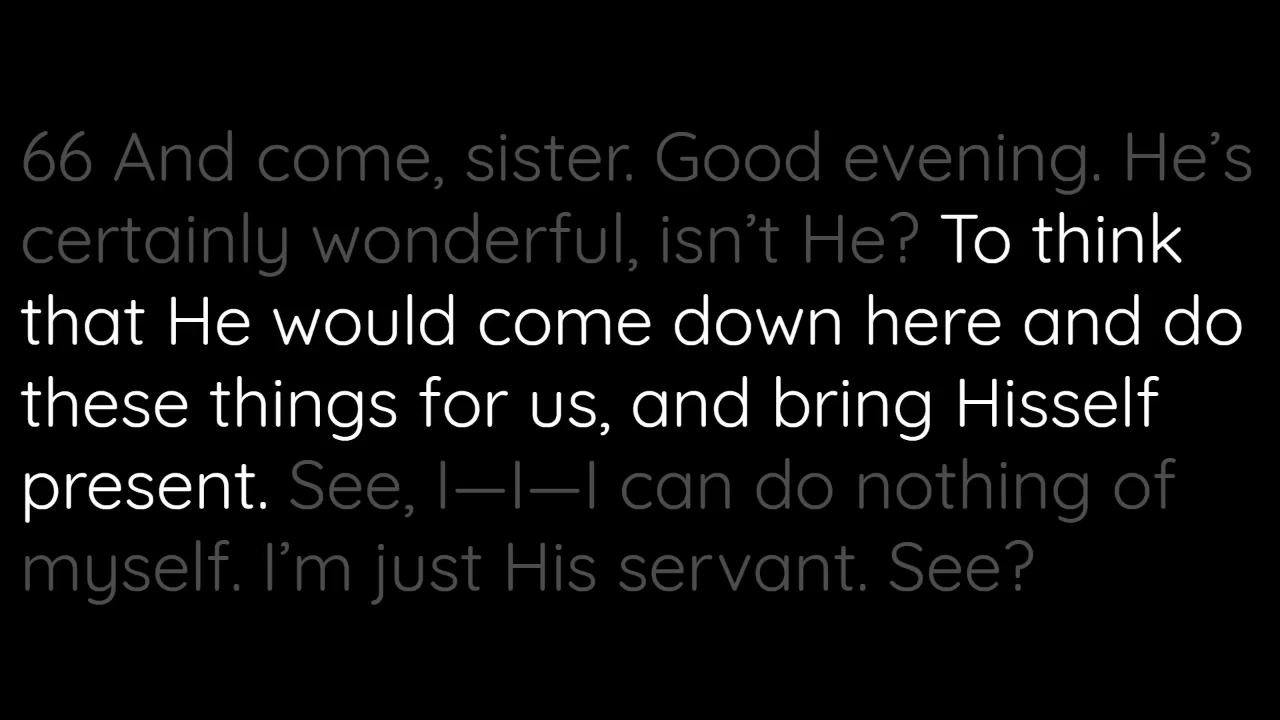 66 And come, sister. Good evening. He’s
certainly wonderful, isn’t He? To think
that He would come down here and do
these things for us, and bring Hisself
present. See, I—I—I can do nothing of
myself. I’m just His servant. See?